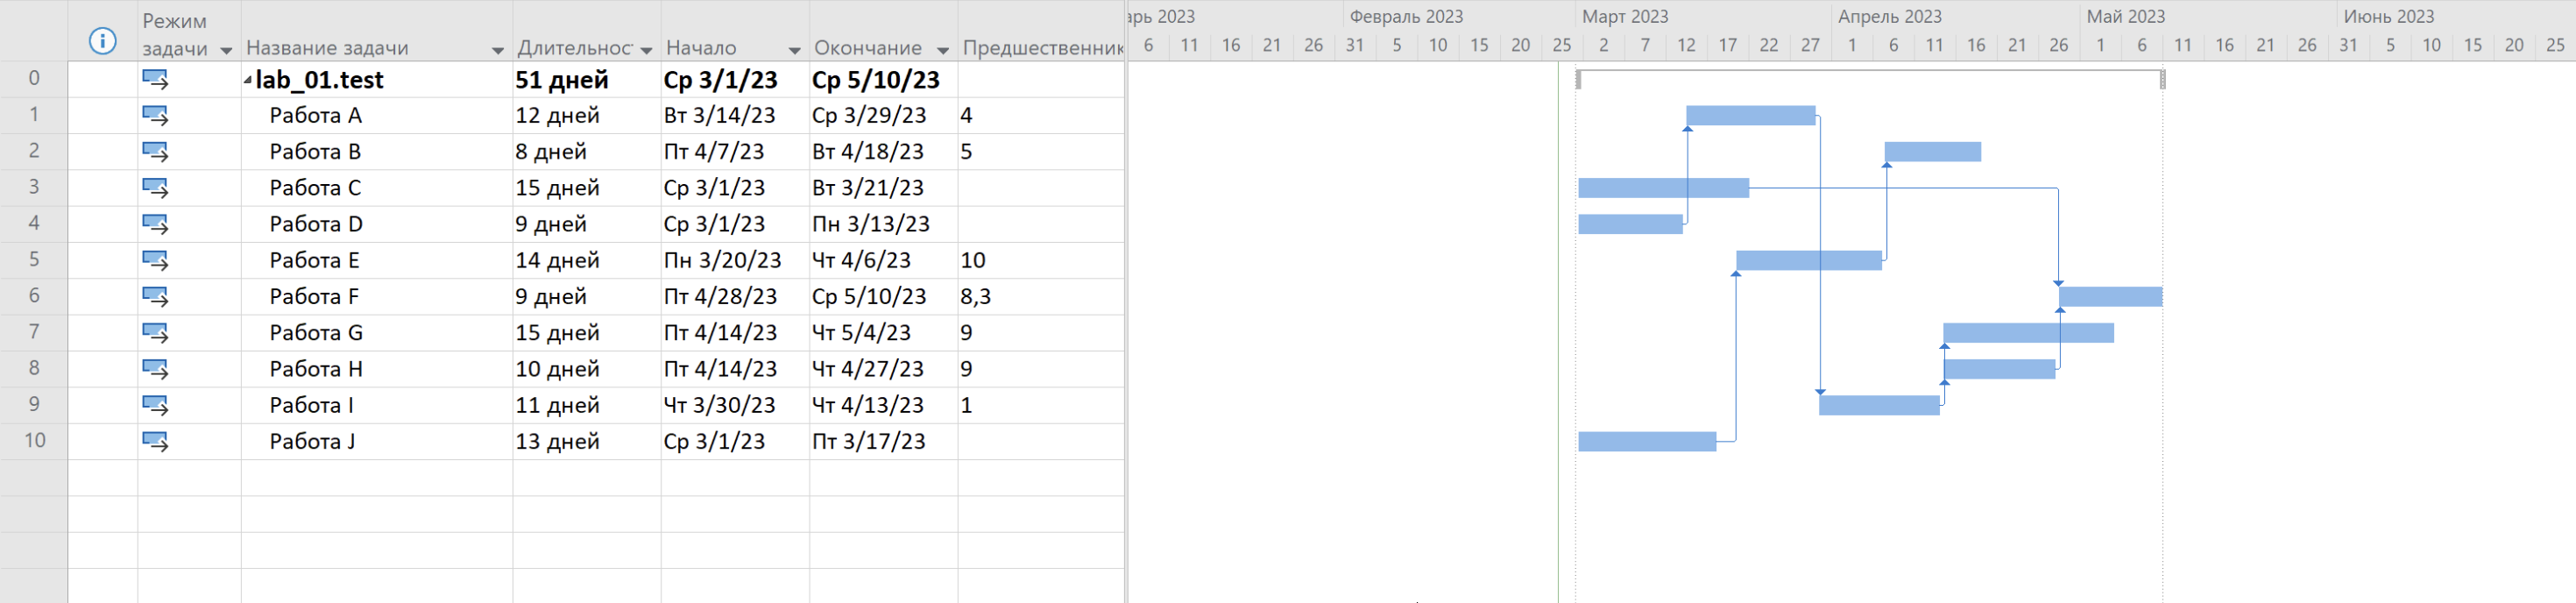 Режим задачи Название задачи Длительнос Начало Окончание Предшественник
0 lab_01.test 51 дней Ср 3/1/23 Ср 5/10/23
1 Работа A 12 дней Вт 3/14/23 Ср 3/29/23 4
2 Работа B 8 дней Пт 4/7/23 Вт 4/18/23 5
3 Работа C 15 дней Ср 3/1/23 Вт 3/21/23
4 Работа D 9 дней Ср 3/1/23 Пн 3/13/23
5 Работа E 14 дней Пн 3/20/23 Чт 4/6/23 10
6 Работа F 9 дней Пт 4/28/23 Ср 5/10/23 8,3
7 Работа G 15 дней Пт 4/14/23 Чт 5/4/23 9
8 Работа H 10 дней Пт 4/14/23 Чт 4/27/23 9
9 Работа I 11 дней Чт 3/30/23 Чт 4/13/23 1
10 Работа J 13 дней Ср 3/1/23 Пт 3/17/23
арь 2023 Февраль 2023 Март 2023 Апрель 2023 Май 2023 Июнь 2023
6 11 16 21 26 31 5 10 15 20 25 2 7 12 17 22 27 1 6 11 16 21 26 1 6 11 16 21 26 31 5 10 15 20 25